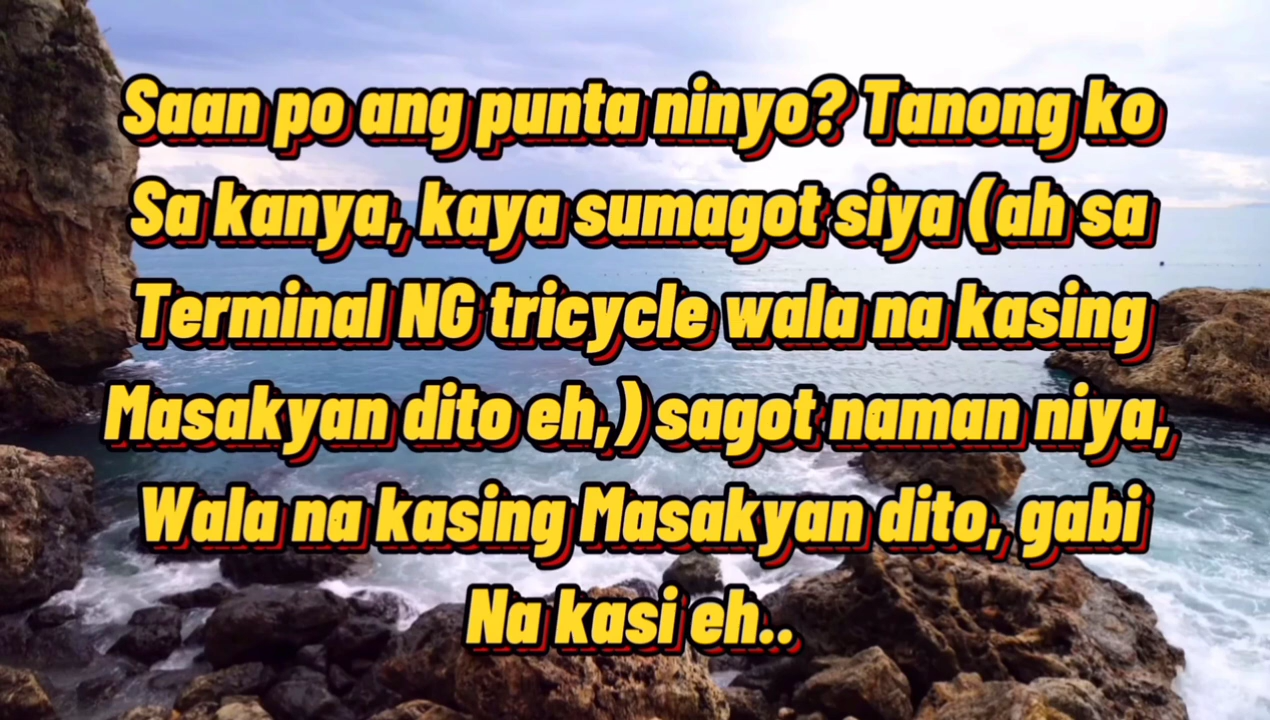 Saan po ang punta ninyo? Tanong ko
Sa kanya, kaya sumagot siya (ah sa
Terminal NG tricycle wala na kasing
Masakyan dito eh,) sagot naman niya,
Wala na kasing Masakyan dito, gabi
Na kasi eh..